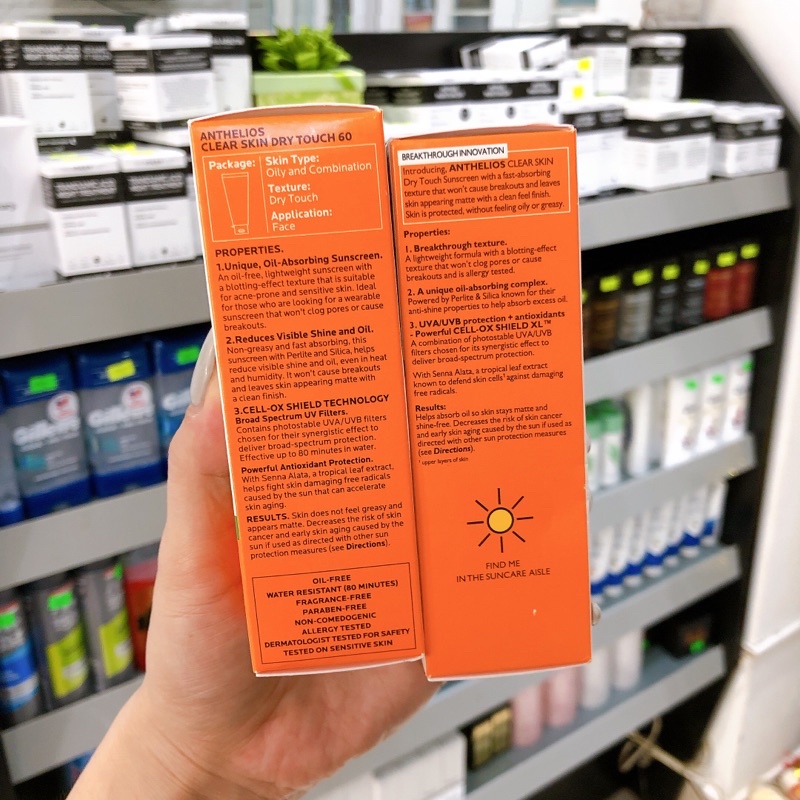 ANTHELIOS
CLEAR SKIN DRY TOUCH 60
Package:
Skin Type:
Oily and Combination
Texture:
Dry Touch
Application:
Face
PROPERTIES.
1.Unique, Oil-Absorbing Sunscreen.
An oil-free, lightweight sunscreen with
a blotting-effect texture that is suitable
for acne-prone and sensitive skin. Ideal
for those who are looking for a wearable
sunscreen that won't clog pores or cause
breakouts.
2.Reduces Visible Shine and Oil.
Non-greasy and fast absorbing, this
sunscreen with Perlite and Silica, helps
reduce visible shine and oil, even in heat
and humidity. It won't cause breakouts
and leaves skin appearing matte with
a clean finish.
3.CELL-OX SHIELD TECHNOLOGY
Broad Spectrum UV Filters.
Contains photostable UVA/UVB filters
chosen for their synergistic effect to
deliver broad-spectrum protection.
Effective up to 80 minutes in water.
Powerful Antioxidant Protection.
With Senna Alata, a tropical leaf extract,
helps fight skin damaging free radicals
caused by the sun that can accelerate
skin aging.
RESULTS. Skin does not feel greasy and
appears matte. Decreases the risk of skin
cancer and early skin aging caused by the
sun if used as directed with other sun
protection measures (see Directions).
OIL-FREE
WATER RESISTANT (80 MINUTES)
FRAGRANCE-FREE
PARABEN-FREE
NON-COMEDOGENIC
ALLERGY TESTED
DERMATOLOGIST TESTED FOR SAFETY
TESTED ON SENSITIVE SKIN
BREAKTHROUGH INNOVATION
Introducing, ANTHELIOS CLEAR SKIN
Dry Touch Sunscreen with a fast-absorbing
texture that won't cause breakouts and leaves
skin appearing matte with a clean feel finish.
Skin is protected, without feeling oily or greasy.
Properties:
1. Breakthrough texture.
A lightweight formula with a blotting-effect
texture that won't clog pores or cause
breakouts and is allergy tested.
2. A unique oil-absorbing complex.
Powered by Perlite & Silica known for their
anti-shine properties to help absorb excess oil.
3. UVA/UVB protection + antioxidants
- Powerful CELL-OX SHIELD XL™
A combination of photostable UVA/UVB
filters chosen for its synergistic effect to
deliver broad-spectrum protection.
With Senna Alata, a tropical leaf extract
known to defend skin cells¹ against damaging
free radicals.
Results:
Helps absorb oil so skin stays matte and
shine-free. Decreases the risk of skin cancer
and early skin aging caused by the sun if used as
directed with other sun protection measures
(see Directions).
¹ upper layers of skin
FIND ME
IN THE SUNCARE AISLE